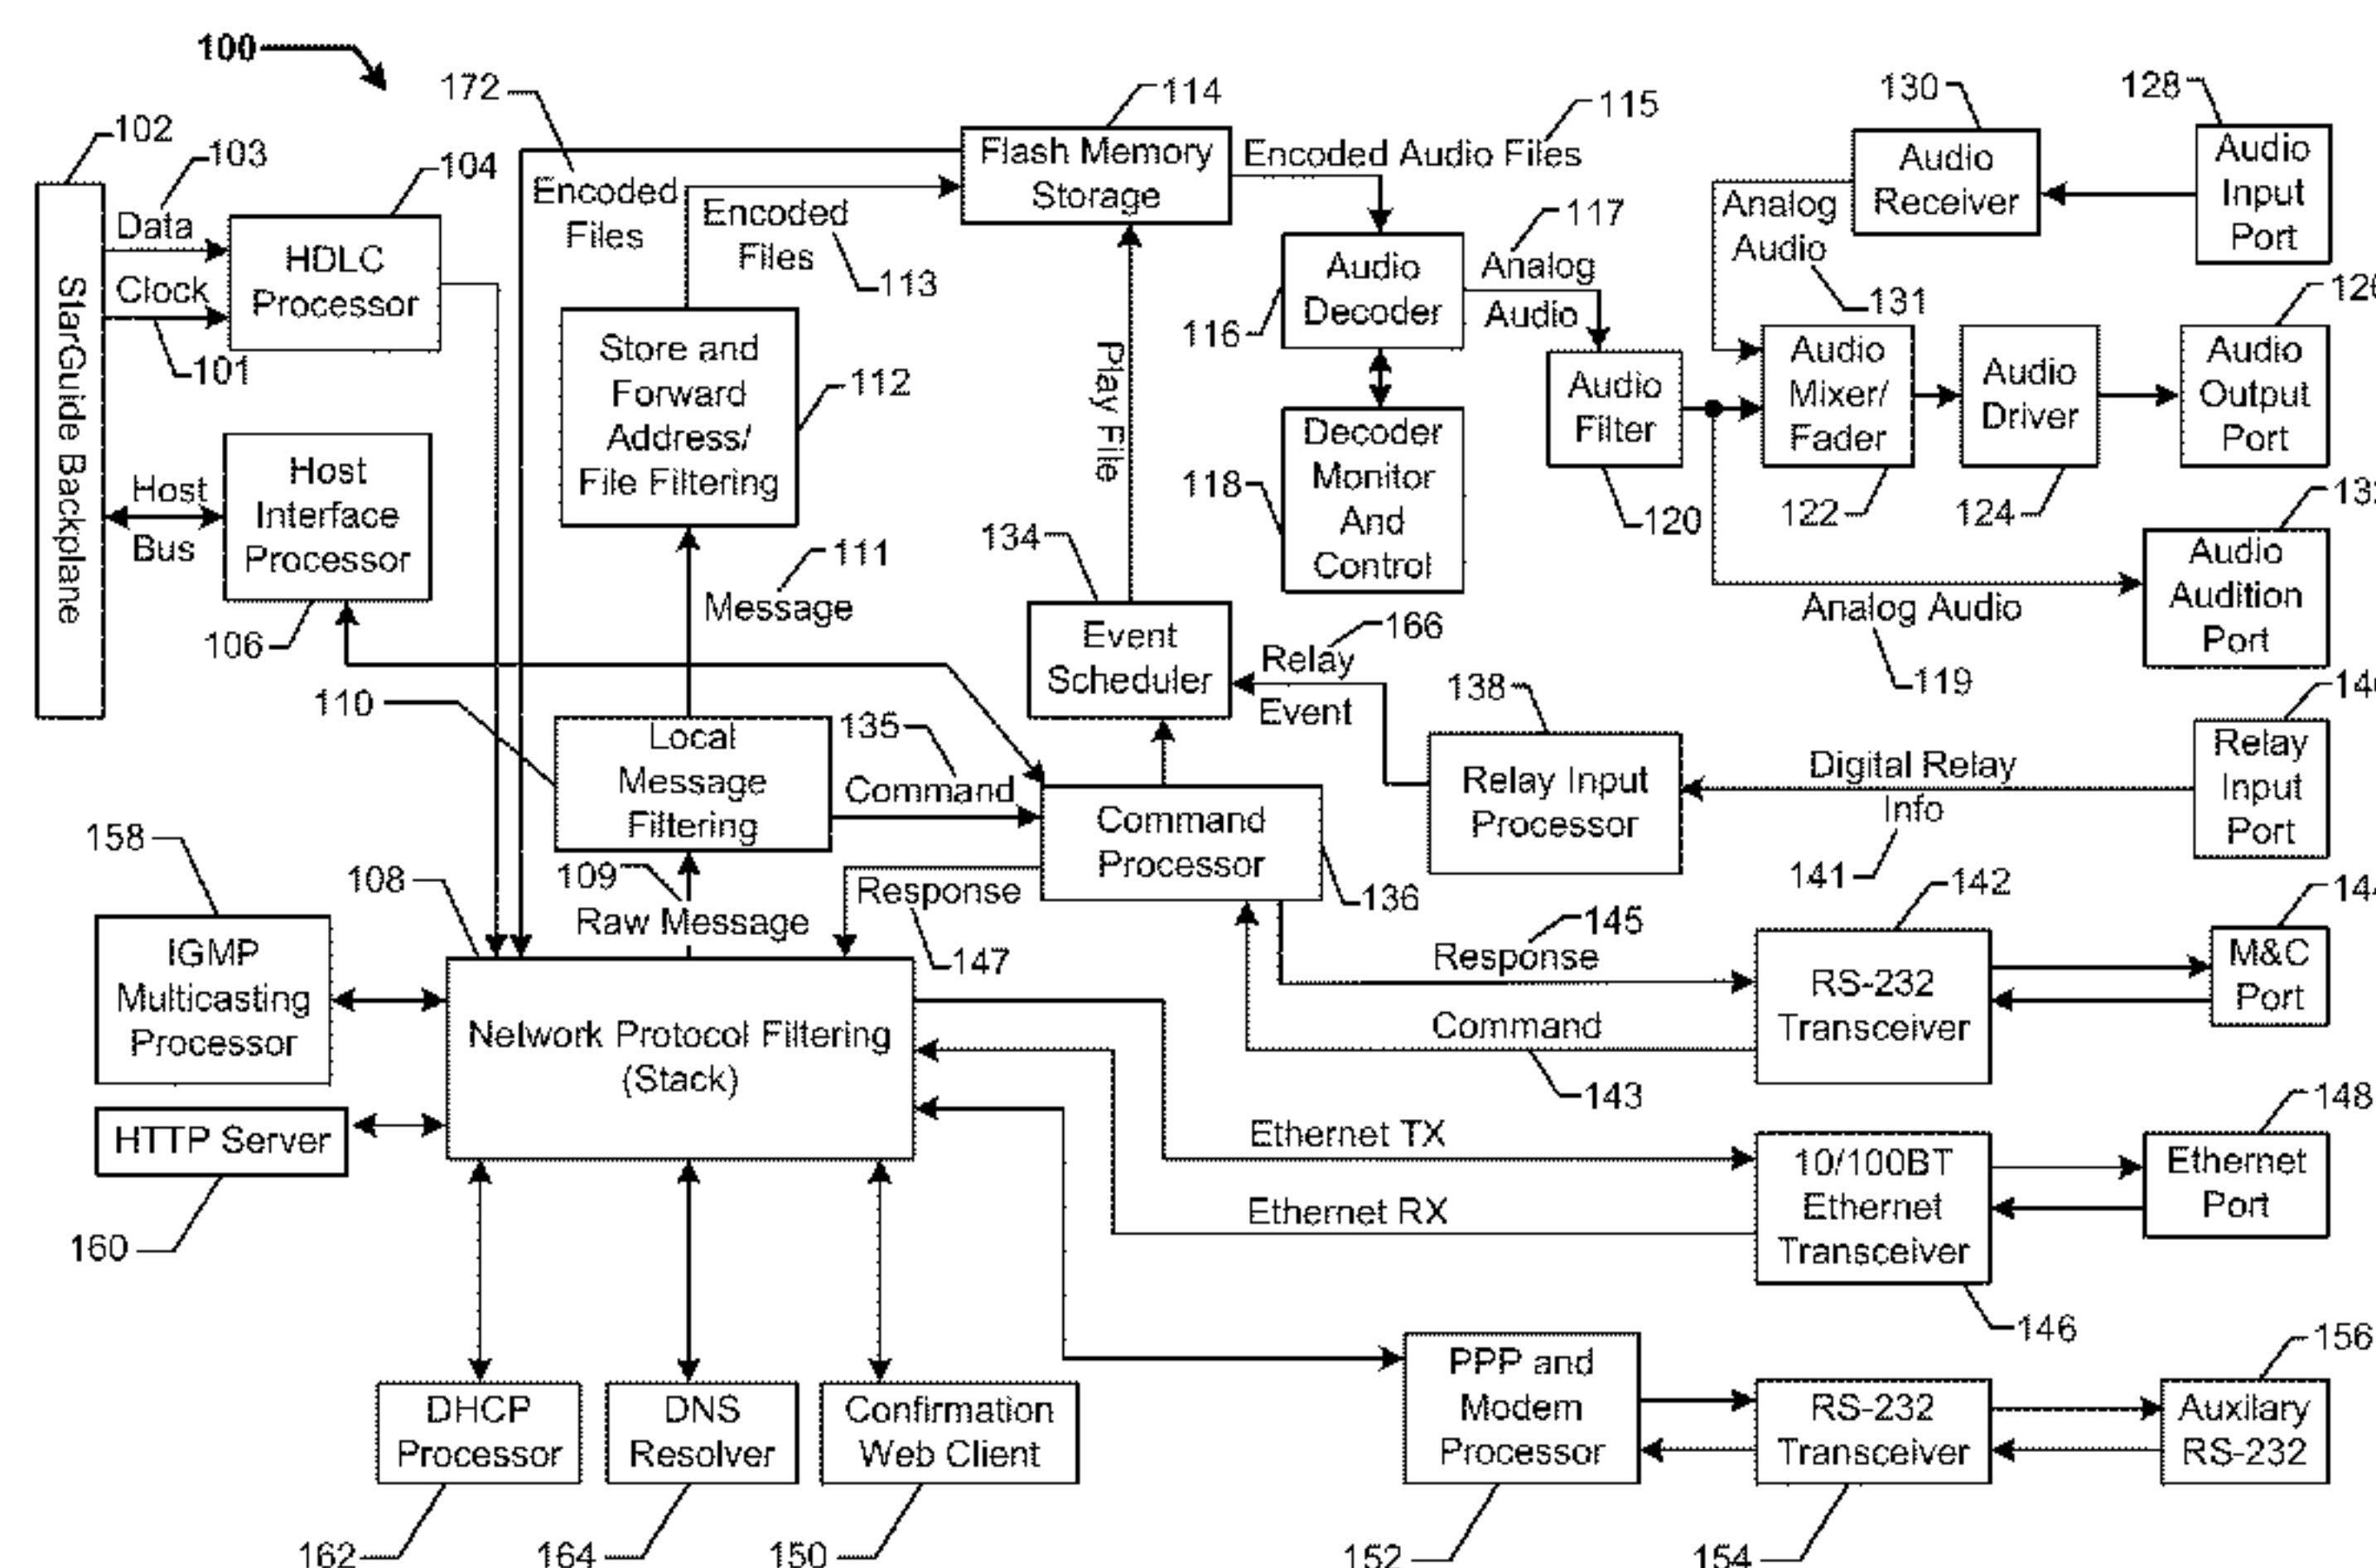 100
172
114
115
130
128
102
103
104
Data
Clock
101
StarGuide Backplane
HDLC
Processor
Encoded
Files
Encoded
Files
113
Flash Memory
Storage
Encoded Audio Files
117
Audio
Receiver
Audio
Input
Port
Analog
Audio
131
Audio
Decoder
116
Analog
Audio
Store and
Forward
Address/
File Filtering
112
Play File
Decoder
Monitor
And
Control
118
Audio
Filter
120
Audio
Mixer/
Fader
122
Audio
Driver
124
Audio
Output
Port
Host
Bus
Host
Interface
Processor
106
111
Message
134
Event
Scheduler
166
Relay
Event
Analog Audio
119
Audio
Audition
Port
110
Local
Message
Filtering
135
Command
Command
Processor
136
138
Relay Input
Processor
Digital Relay
Info
141
Relay
Input
Port
158
108
109
Raw Message
Response
147
145
Response
142
RS-232
Transceiver
M&C
Port
IGMP
Multicasting
Processor
Network Protocol Filtering
(Stack)
Command
143
HTTP Server
160
Ethernet TX
Ethernet RX
10/100BT
Ethernet
Transceiver
146
148
Ethernet
Port
DHCP
Processor
162
DNS
Resolver
164
Confirmation
Web Client
150
PPP and
Modem
Processor
152
RS-232
Transceiver
154
156
Auxilary
RS-232